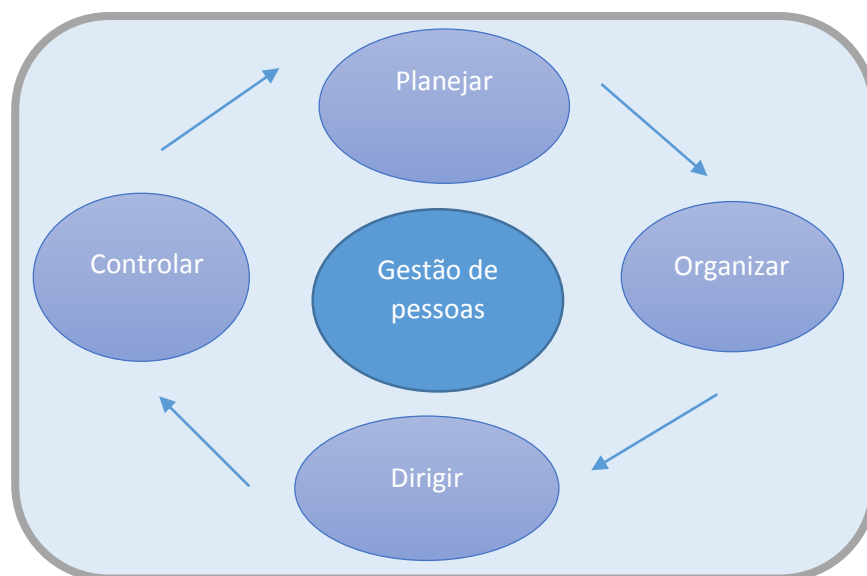 Planejar
Controlar
Gestão de
pessoas
Organizar
Dirigir